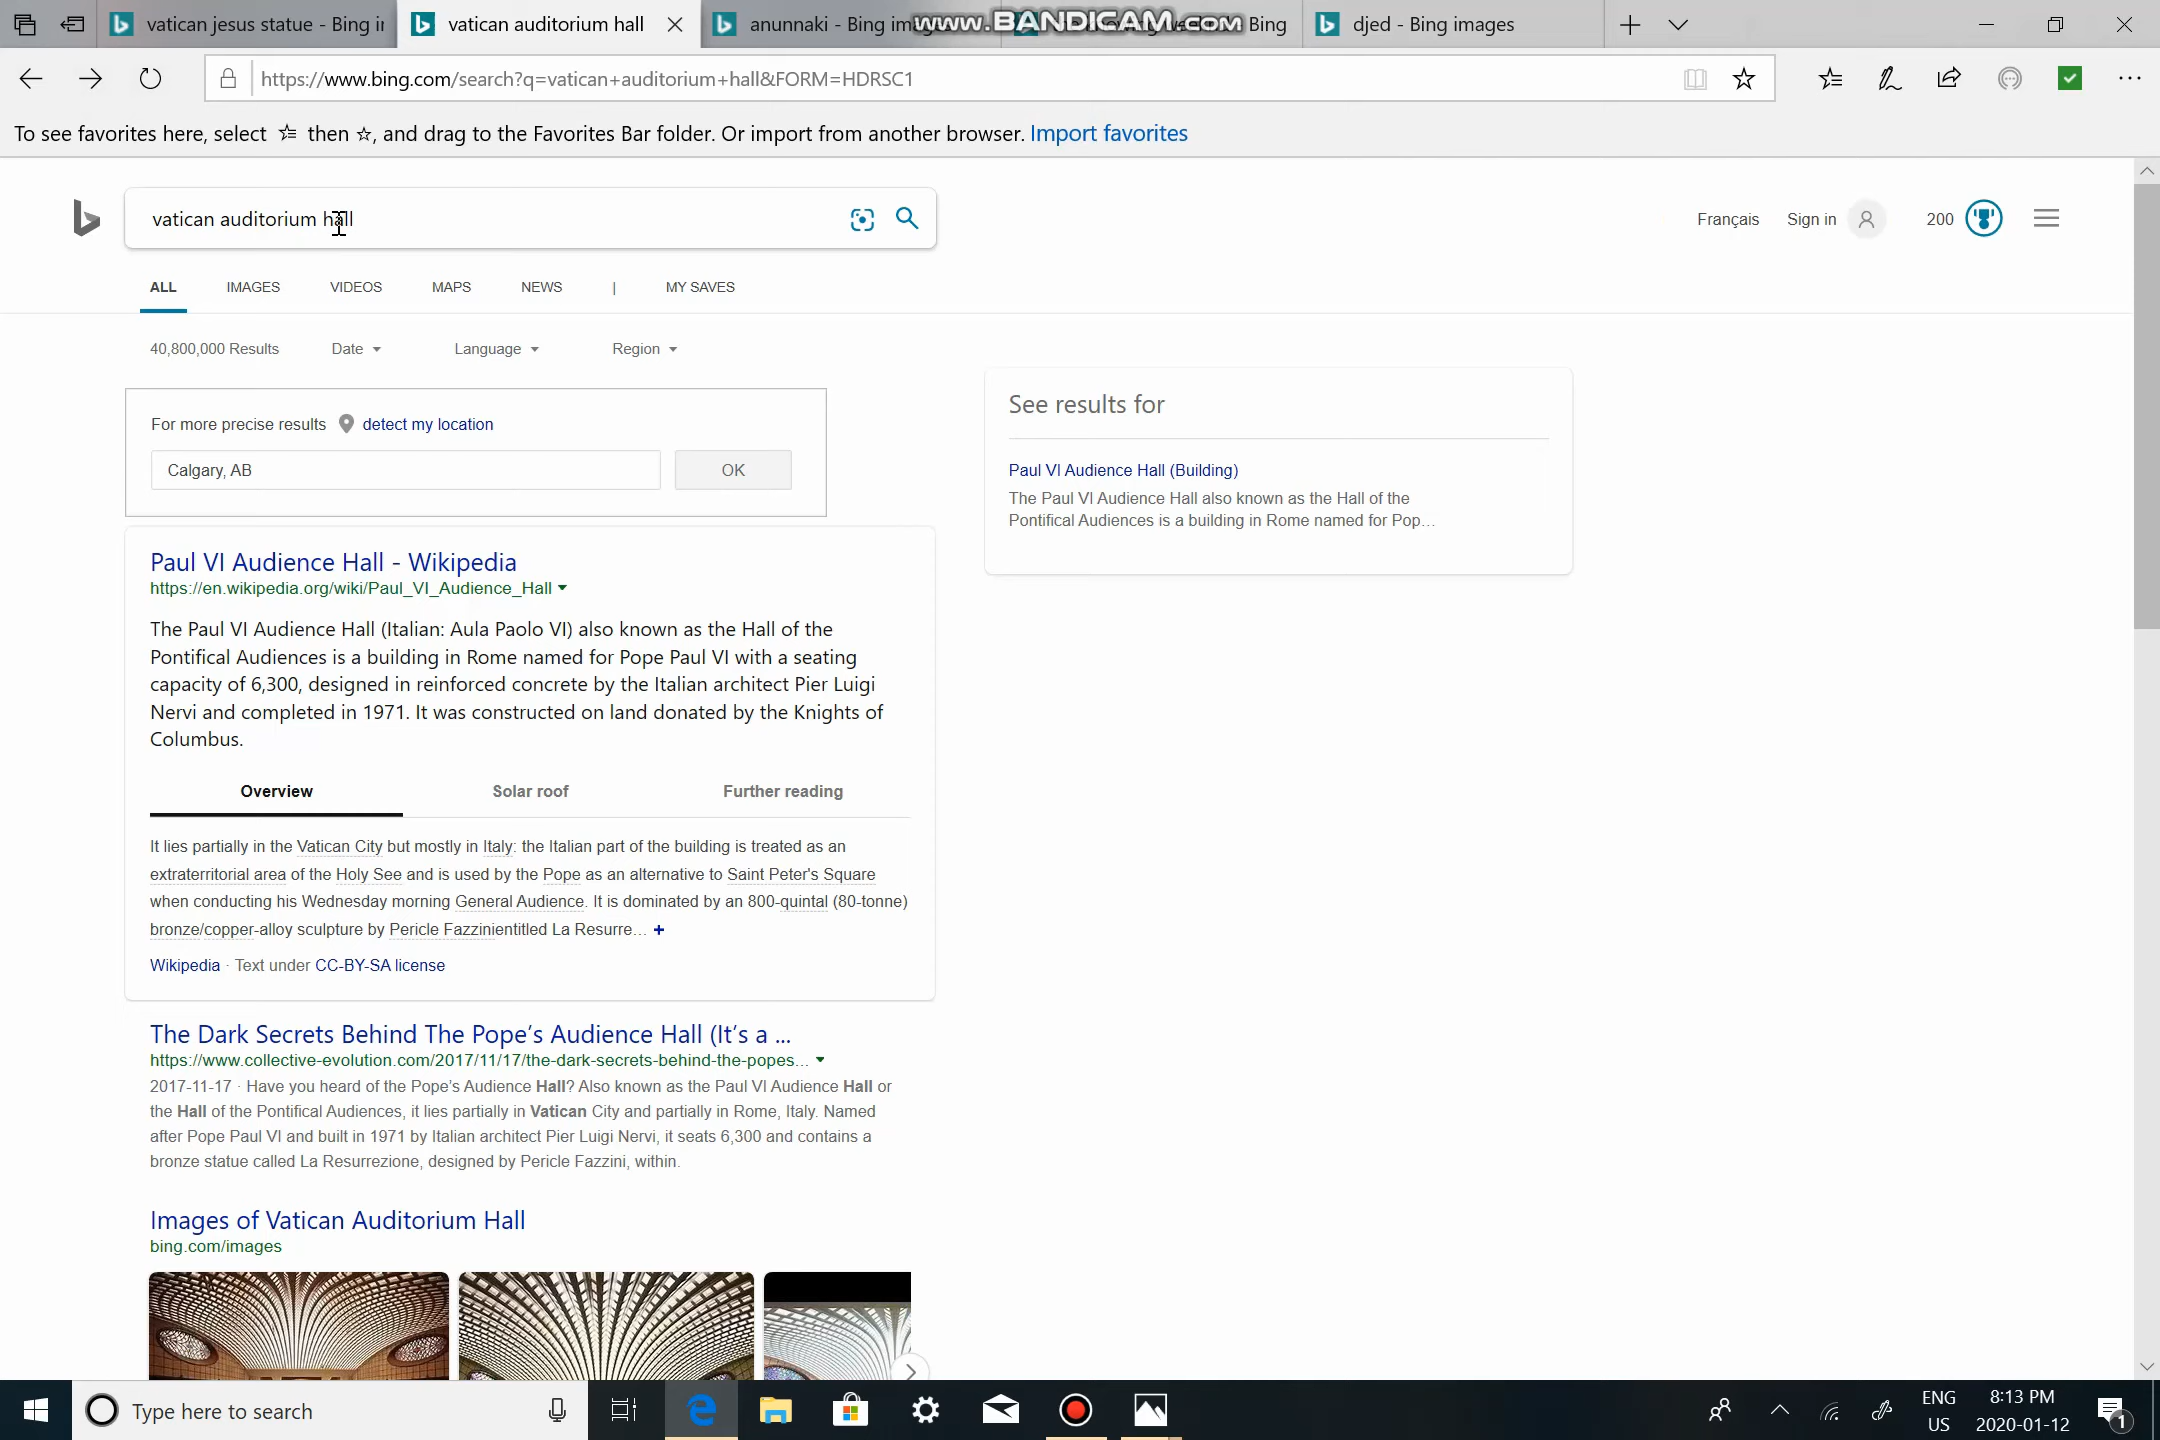 vatican jesus statue - Bing ir
vatican auditorium hall
anunnaki - Bing im
www.BANDICAM.com
Bing
djed - Bing images
https://www.bing.com/search?q=vatican+auditorium+hall&FORM=HDRSC1
To see favorites here, select then ☆, and drag to the Favorites Bar folder. Or import from another browser. Import favorites
vatican auditorium hall
Français Sign in 200
ALL IMAGES VIDEOS MAPS NEWS | MY SAVES
40,800,000 Results Date Language Region
For more precise results detect my location
Calgary, AB OK
See results for
Paul VI Audience Hall (Building)
The Paul VI Audience Hall also known as the Hall of the
Pontifical Audiences is a building in Rome named for Pop...
Paul VI Audience Hall - Wikipedia
https://en.wikipedia.org/wiki/Paul_VI_Audience_Hall
The Paul VI Audience Hall (Italian: Aula Paolo VI) also known as the Hall of the
Pontifical Audiences is a building in Rome named for Pope Paul VI with a seating
capacity of 6,300, designed in reinforced concrete by the Italian architect Pier Luigi
Nervi and completed in 1971. It was constructed on land donated by the Knights of
Columbus.
Overview Solar roof Further reading
It lies partially in the Vatican City but mostly in Italy: the Italian part of the building is treated as an
extraterritorial area of the Holy See and is used by the Pope as an alternative to Saint Peter's Square
when conducting his Wednesday morning General Audience. It is dominated by an 800-quintal (80-tonne)
bronze/copper-alloy sculpture by Pericle Fazzinientitled La Resurre... +
Wikipedia · Text under CC-BY-SA license
The Dark Secrets Behind The Pope's Audience Hall (It's a ...
https://www.collective-evolution.com/2017/11/17/the-dark-secrets-behind-the-popes...
2017-11-17 · Have you heard of the Pope's Audience Hall? Also known as the Paul VI Audience Hall or
the Hall of the Pontifical Audiences, it lies partially in Vatican City and partially in Rome, Italy. Named
after Pope Paul VI and built in 1971 by Italian architect Pier Luigi Nervi, it seats 6,300 and contains a
bronze statue called La Resurrezione, designed by Pericle Fazzini, within.
Images of Vatican Auditorium Hall
bing.com/images
Type here to search
ENG
US
8:13 PM
2020-01-12
1